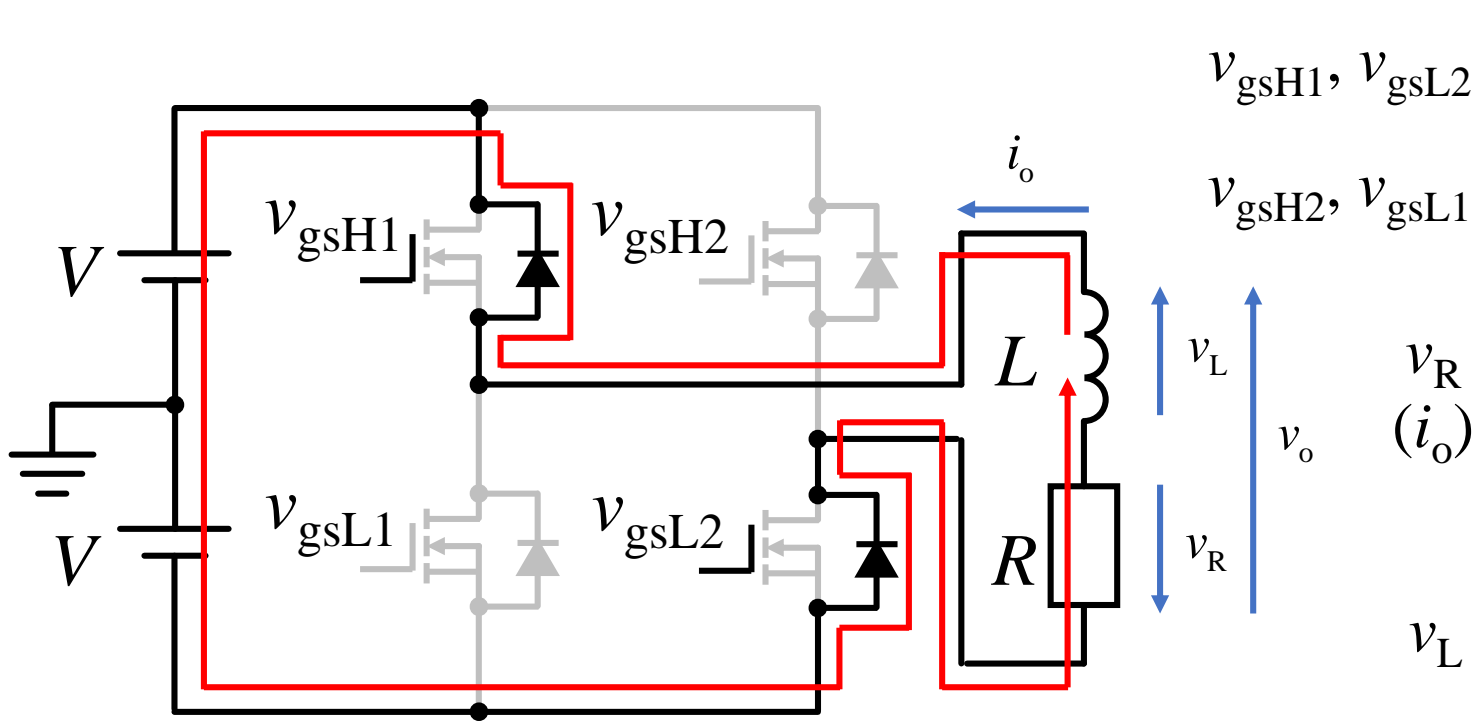 v_gsH1, v_gsL2
i_o
v_gsH1
v_gsH2
v_gsH2, v_gsL1
V
L
v_L
v_R
(i_o)
v_o
v_gsL1
v_gsL2
V
R
v_R
v_L